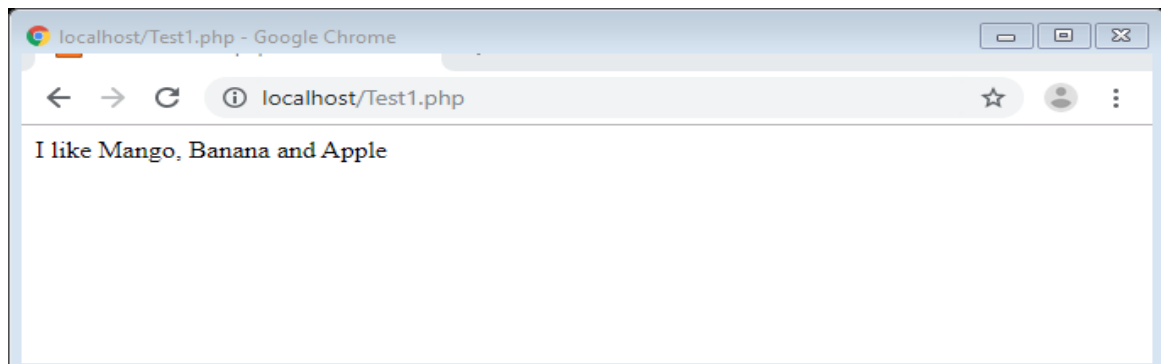 localhost/Test1.php - Google Chrome
localhost/Test1.php
I like Mango, Banana and Apple